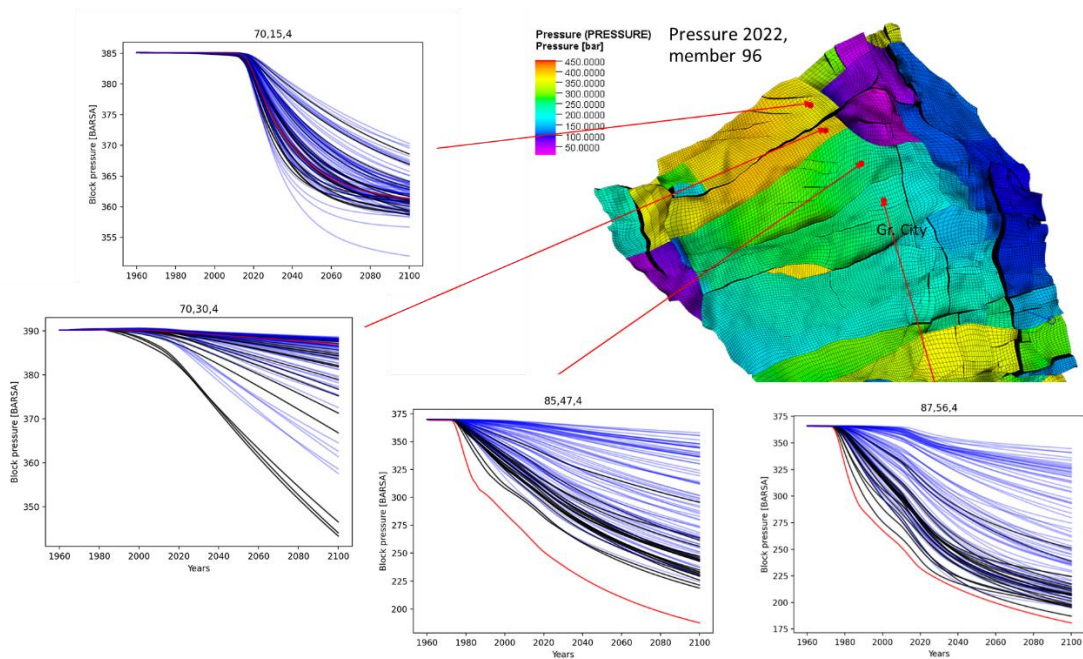 70,15,4
385
380
375
370
365
360
355
Block pressure [BARSA]
1960 1980 2000 2020 2040 2060 2080 2100
Pressure (PRESSURE)
Pressure [bar]
450.0000
400.0000
350.0000
300.0000
250.0000
200.0000
150.0000
100.0000
50.0000
Pressure 2022,
member 96
Gr. City
70,30,4
390
380
370
360
350
Block pressure [BARSA]
1960 1980 2000 2020 2040 2060 2080 2100
Years
85,47,4
375
350
325
300
275
250
225
200
Block pressure [BARSA]
1960 1980 2000 2020 2040 2060 2080 2100
Years
87,56,4
375
350
325
300
275
250
225
200
175
Block pressure [BARSA]
1960 1980 2000 2020 2040 2060 2080 2100
Years